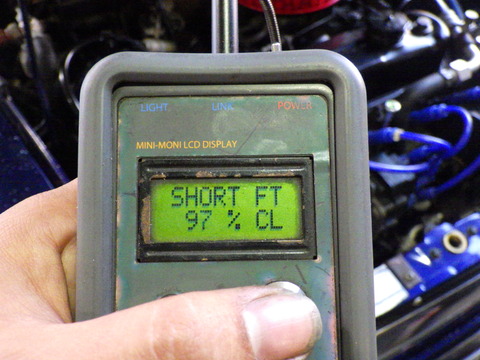 LIGHT LINK POWER
MINI-MONI LCD DISPLAY
SHORT FT
97 % CL